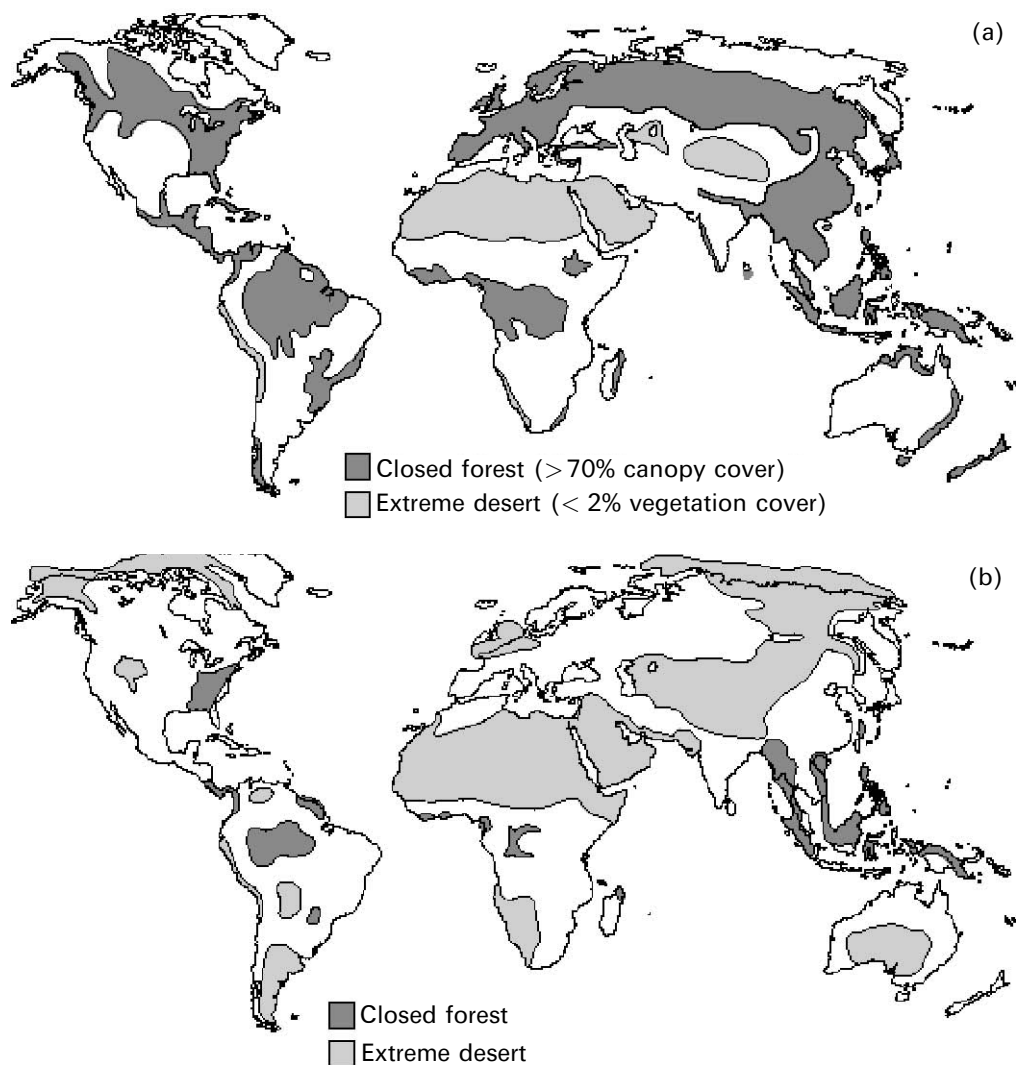 (a)
Closed forest (> 70% canopy cover)
Extreme desert (< 2% vegetation cover)
(b)
Closed forest
Extreme desert